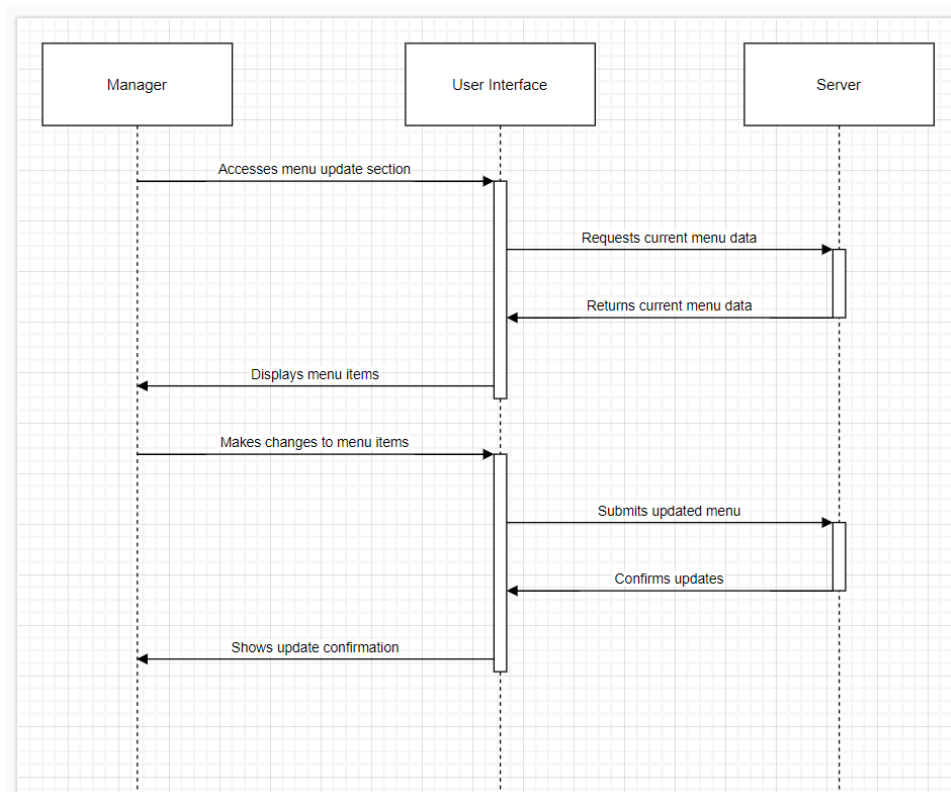 Manager
User Interface
Server
Accesses menu update section
Requests current menu data
Returns current menu data
Displays menu items
Makes changes to menu items
Submits updated menu
Confirms updates
Shows update confirmation